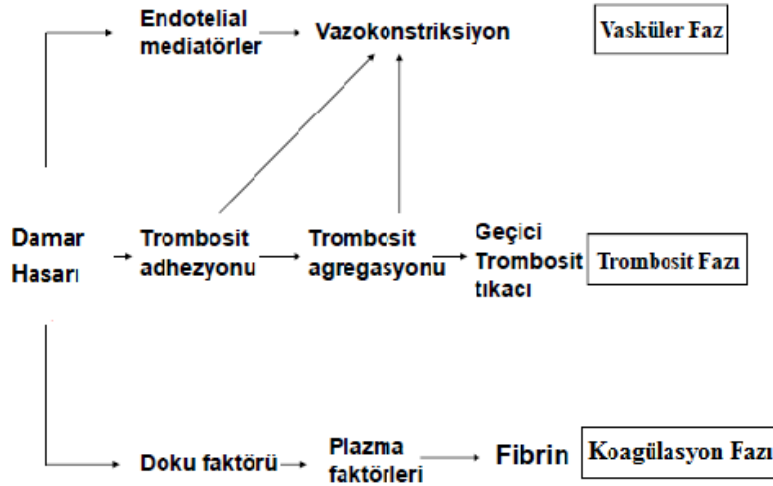 Endotelial
mediatörler
Vazokonstriksiyon
Vasküler Faz
Damar
Hasarı
Trombosit
adhezyonu
Trombosit
agregasyonu
Geçici
Trombosit
tıkacı
Trombosit Fazı
Doku faktörü
Plazma
faktörleri
Fibrin
Koagülasyon Fazı